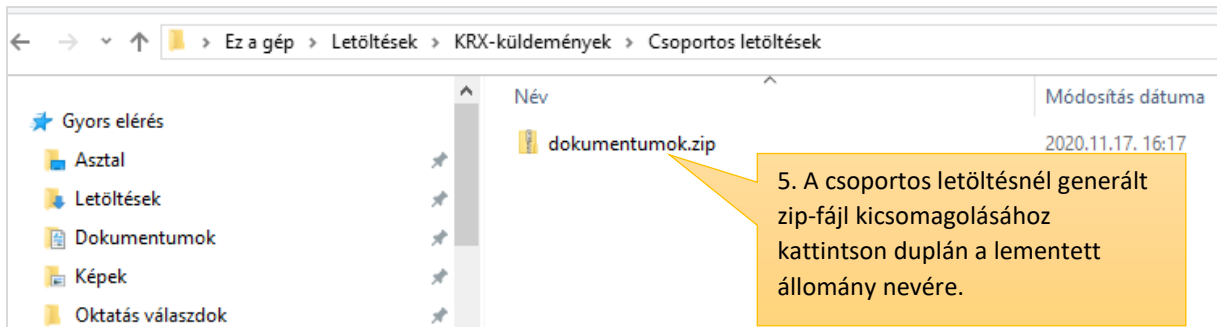 Ez a gép > Letöltések > KRX-küldemények > Csoportos letöltések
Név Módosítás dátuma
Gyors elérés
dokumentumok.zip 2020.11.17. 16:17
Asztal
Letöltések
Dokumentumok
Képek
Oktatás válaszdok
5. A csoportos letöltésnél generált
zip-fájl kicsomagolásához
kattintson duplán a lementett
állomány nevére.